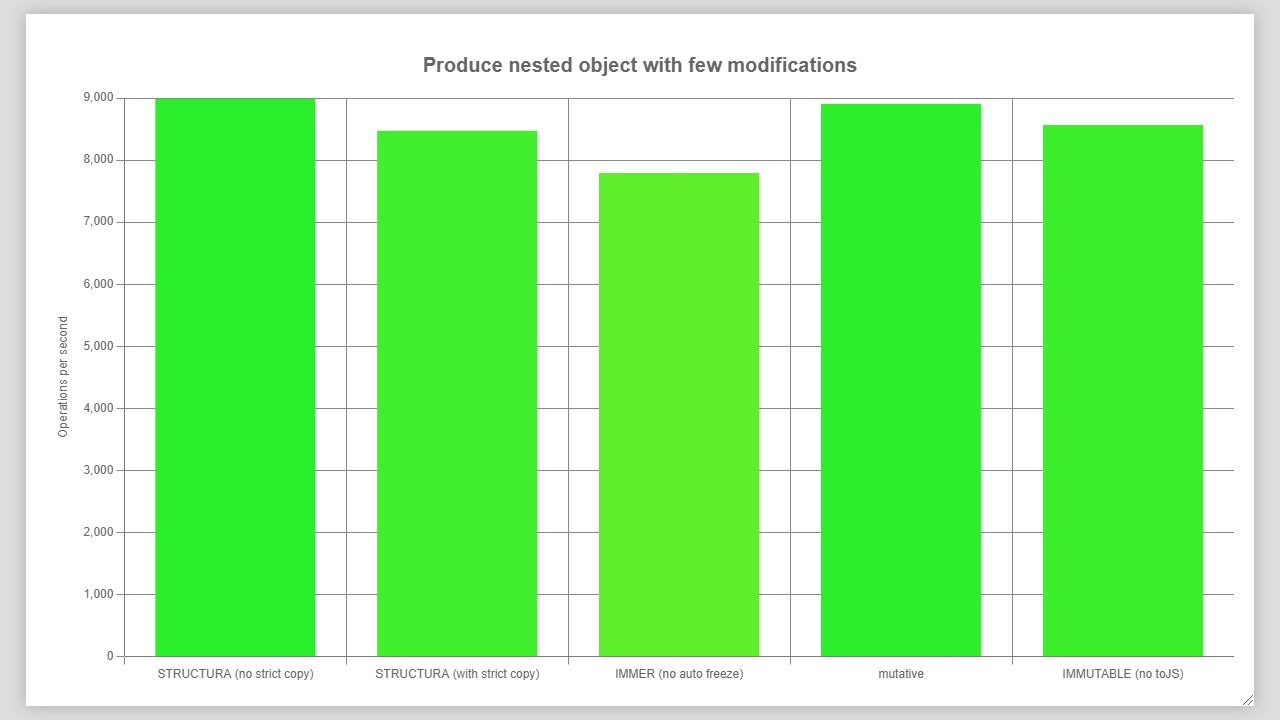 Produce nested object with few modifications
9,000
8,000
7,000
6,000
5,000
4,000
3,000
2,000
1,000
0
Operations per second
STRUCTURA (no strict copy)
STRUCTURA (with strict copy)
IMMER (no auto freeze)
mutative
IMMUTABLE (no toJS)